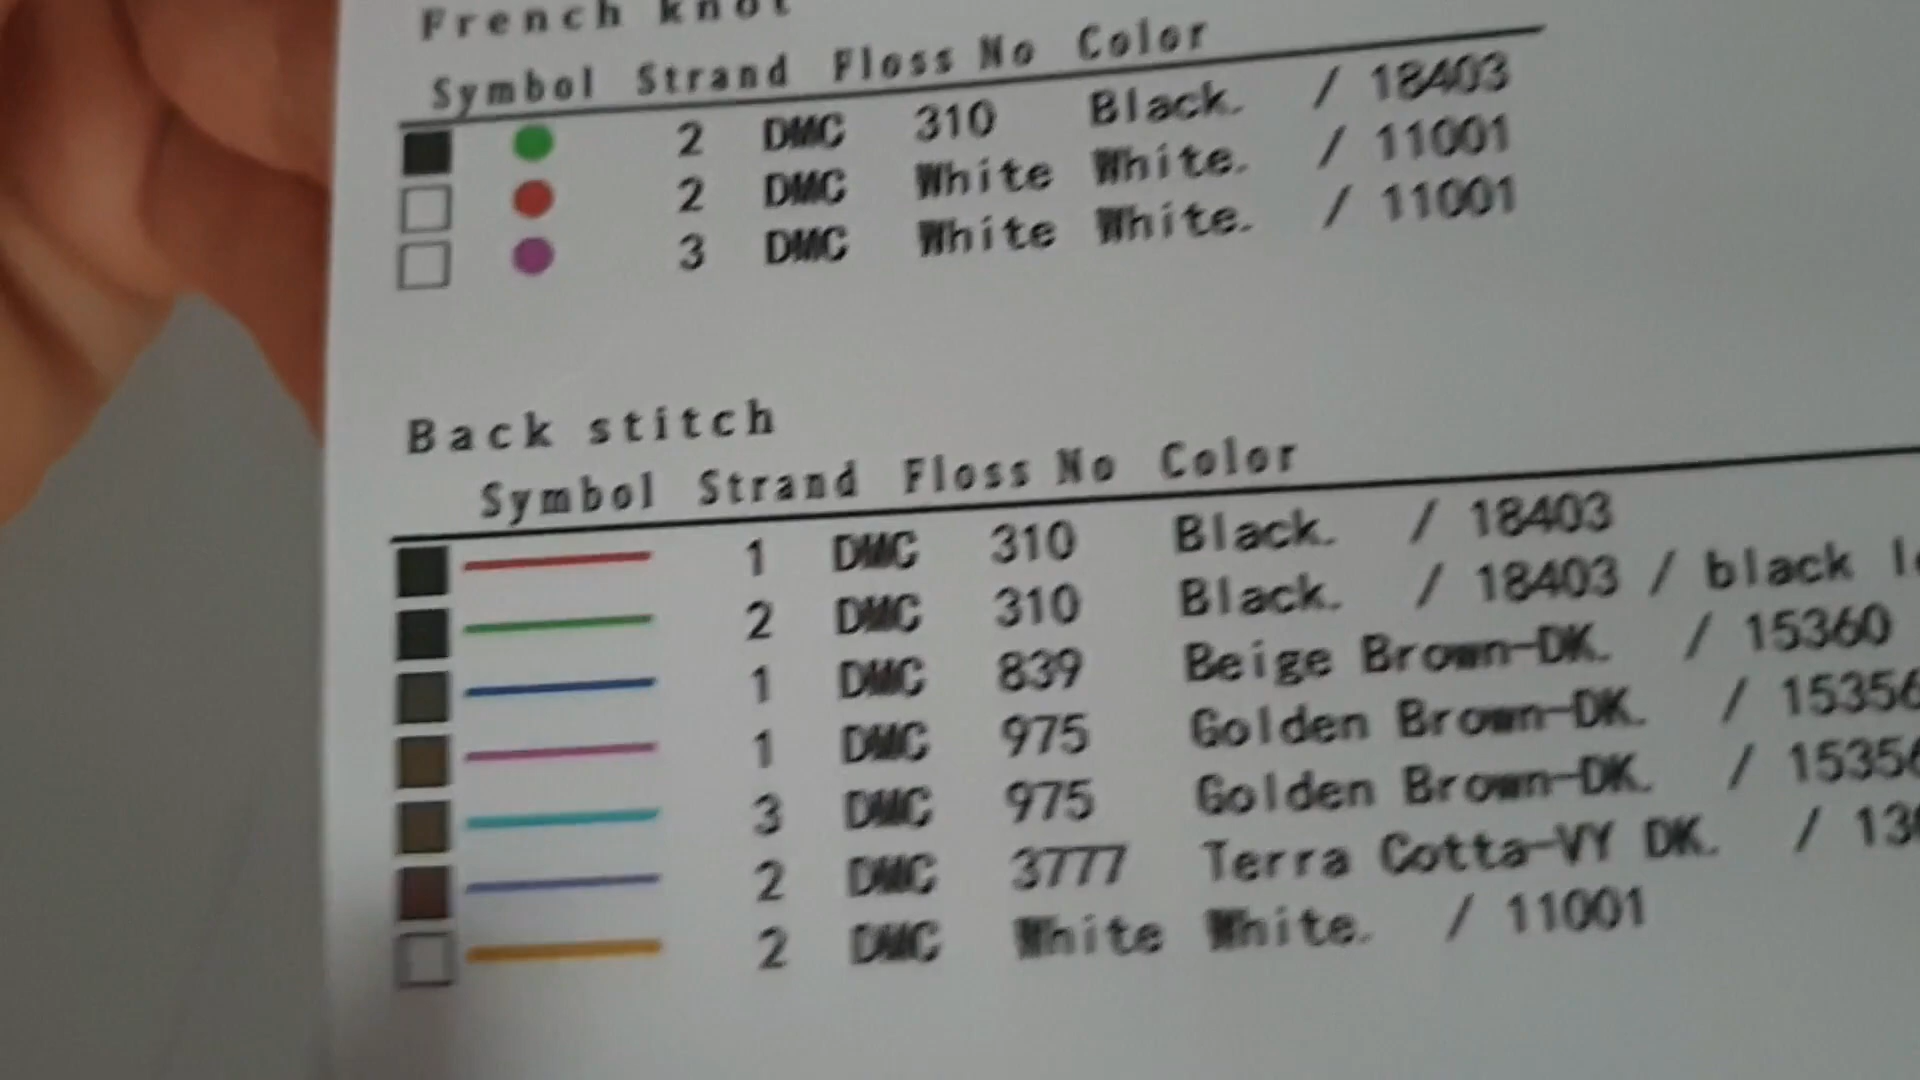 French knot
Symbol Strand Floss No Color
2 DMC 310 Black. / 18403
2 DMC White White. / 11001
3 DMC White White. / 11001
Back stitch
Symbol Strand Floss No Color
1 DMC 310 Black. / 18403
2 DMC 310 Black. / 18403 / black
1 DMC 839 Beige Brown-DK. / 15360
1 DMC 975 Golden Brown-DK. / 15356
3 DMC 975 Golden Brown-DK. / 15356
2 DMC 3777 Terra Cotta-VY DK. /
2 DMC White White. / 11001